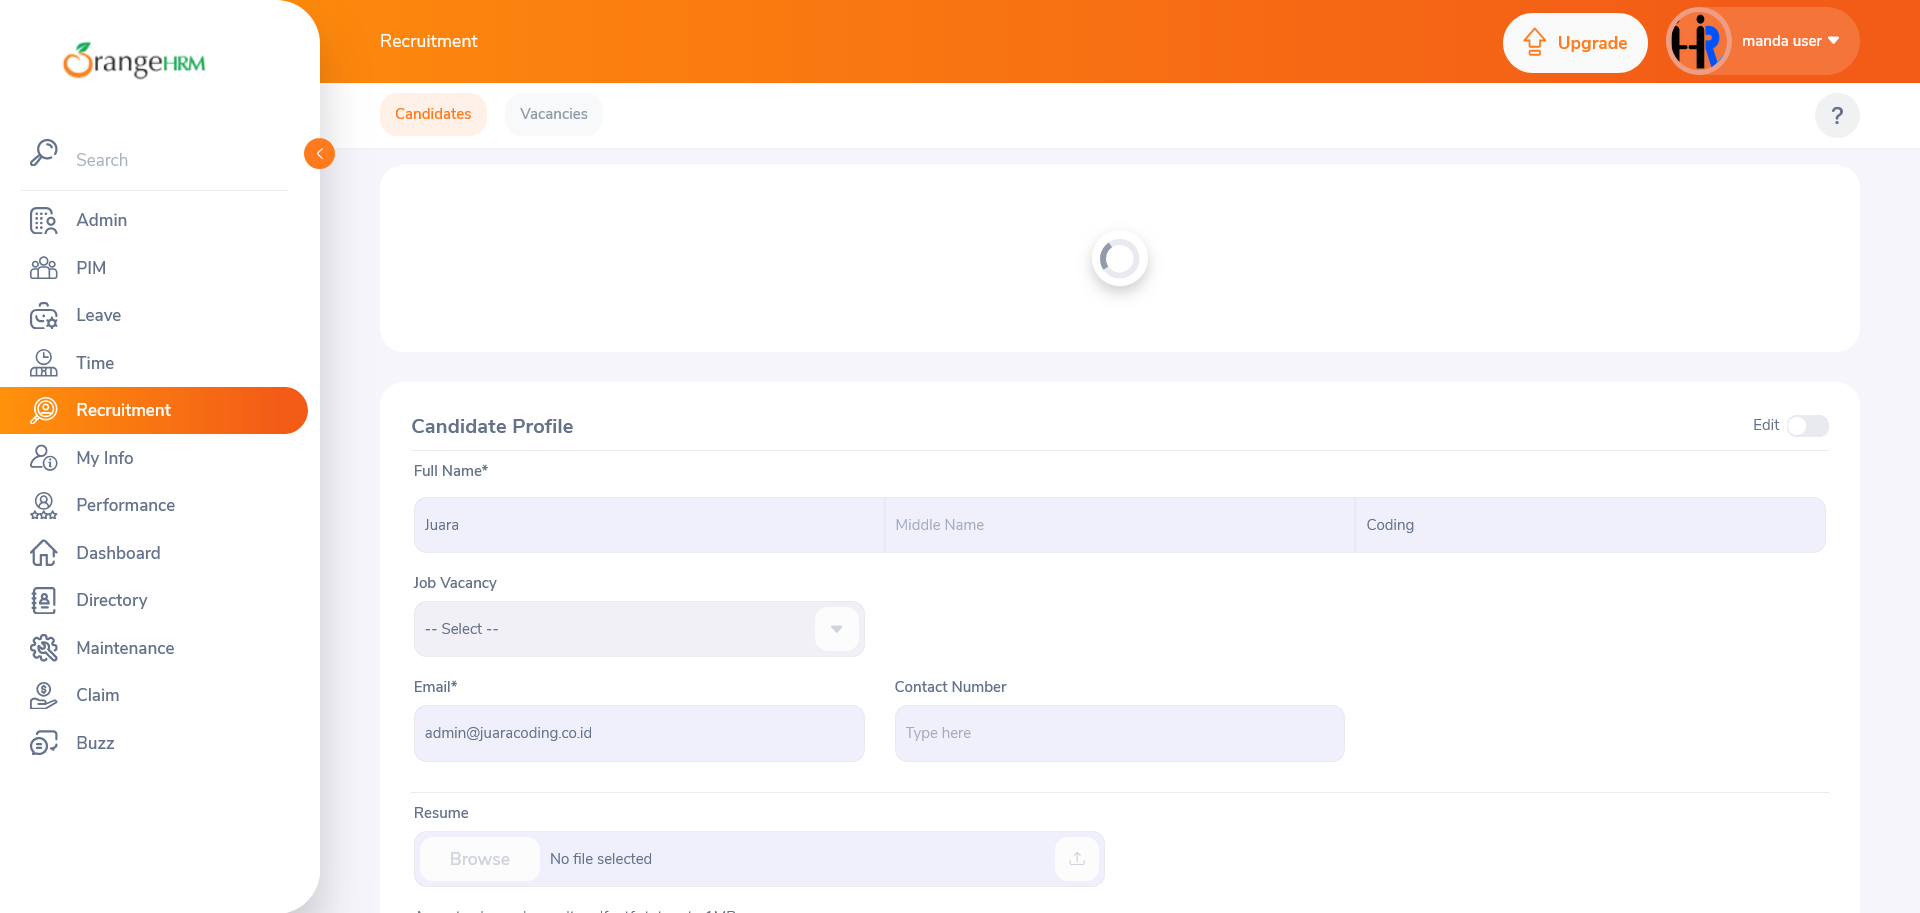 OrangeHRM
Recruitment
Upgrade
manda user
Candidates
Vacancies
?
Search
Admin
PIM
Leave
Time
Recruitment
My Info
Performance
Dashboard
Directory
Maintenance
Claim
Buzz
Candidate Profile
Edit
Full Name*
Juara
Middle Name
Coding
Job Vacancy
-- Select --
Email*
Contact Number
admin@juaracoding.co.id
Type here
Resume
Browse
No file selected